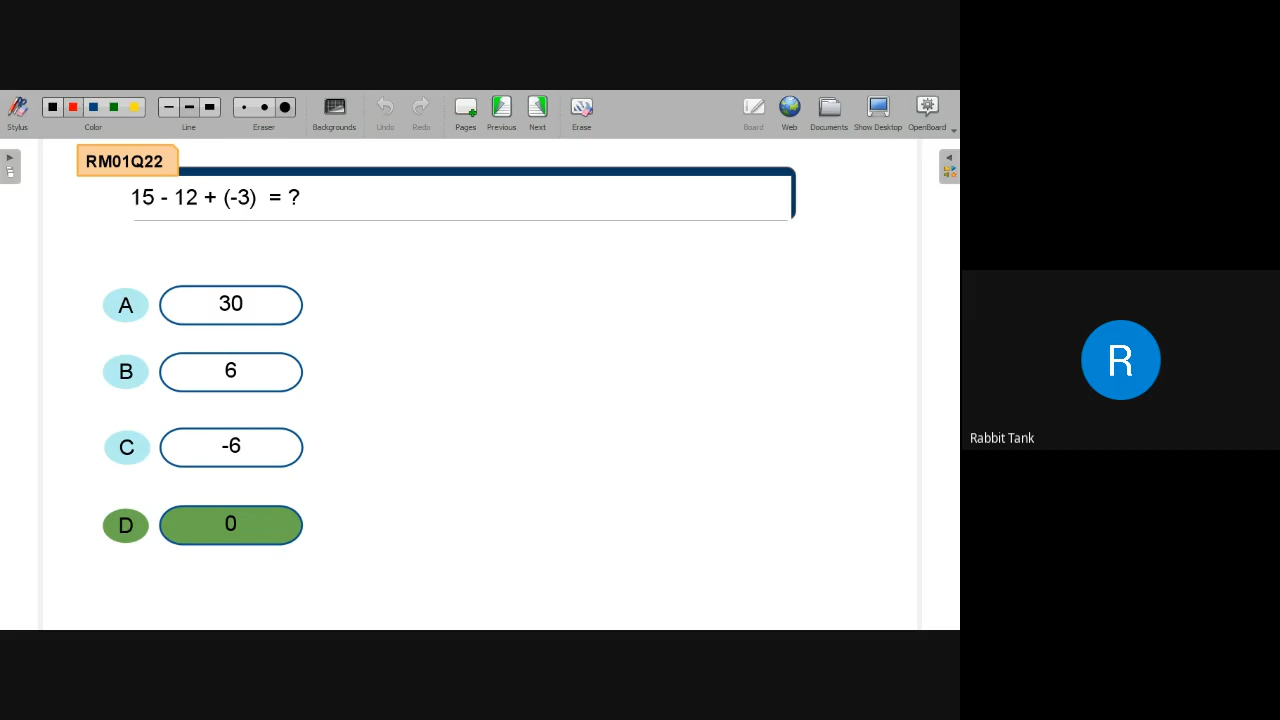 Stylus
Color
Line
Eraser
Backgrounds
Undo
Redo
Pages
Previous
Next
Erase
Board
Web
Documents
Show Desktop
OpenBoard
RM01Q22
15 - 12 + (-3) = ?
A 30
B 6
C -6
D 0
R
Rabbit Tank